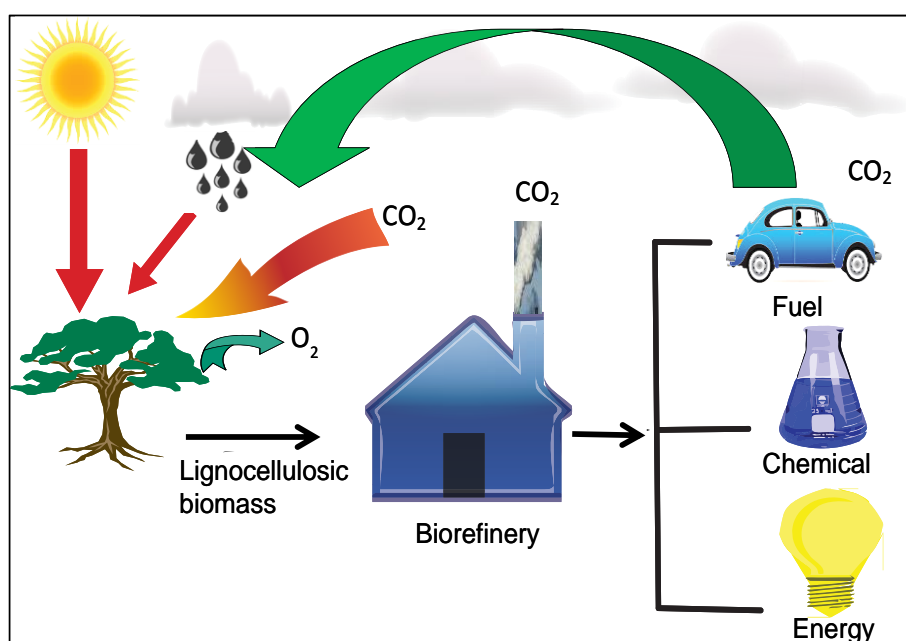 CO₂
CO₂
CO₂
O₂
Fuel
Lignocellulosic
biomass
Chemical
Biorefinery
Energy